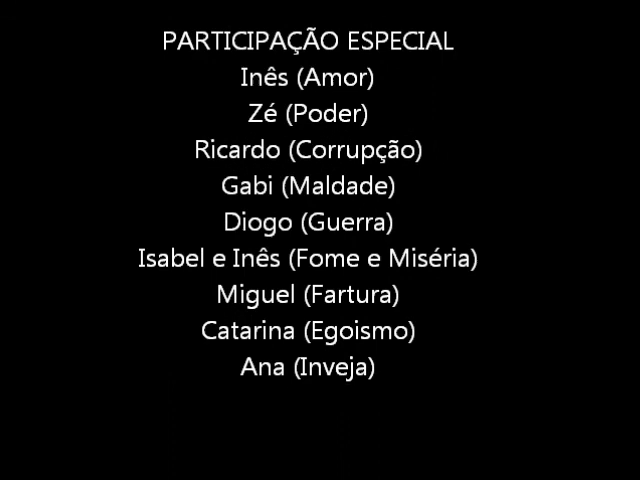 PARTICIPAÇÃO ESPECIAL
Inês (Amor)
Zé (Poder)
Ricardo (Corrupção)
Gabi (Maldade)
Diogo (Guerra)
Isabel e Inês (Fome e Miséria)
Miguel (Fartura)
Catarina (Egoismo)
Ana (Inveja)